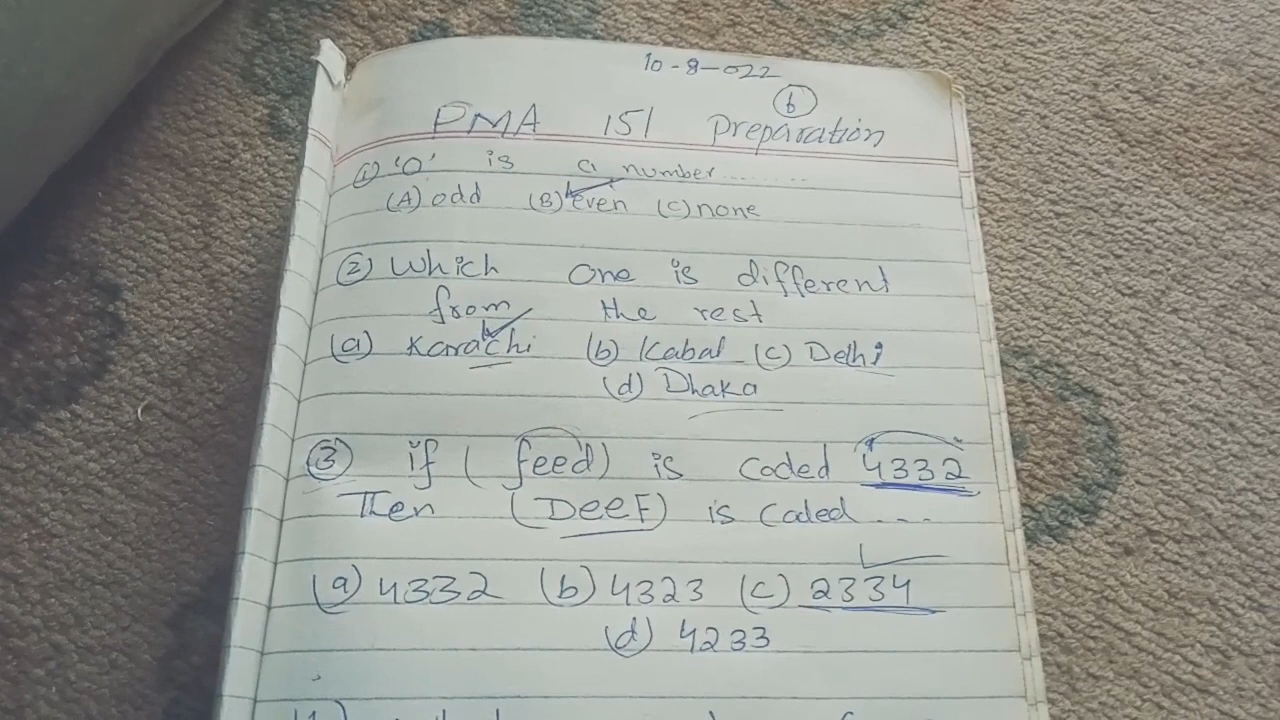 10-8-022
(b)
PMA 151 Preparation
(1) '0' is a number........
(A) odd (B) even (C) none
(2) Which one is different
from the rest
(a) Karachi (b) Kabal (c) Delhi
(d) Dhaka
(3) if (feed) is coded 4332
Then (DeeF) is Coded ...
(a) 4332 (b) 4323 (c) 2334
(d) 4233